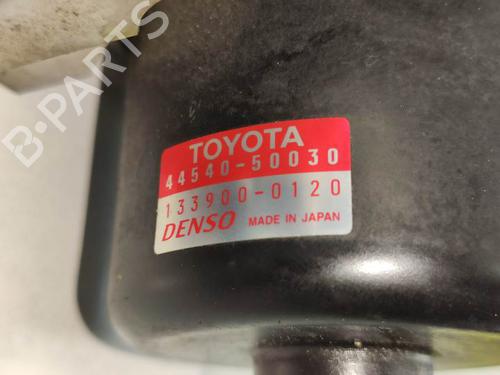 B-PARTS
TOYOTA
44540-50030
133900-0120
DENSO MADE IN JAPAN